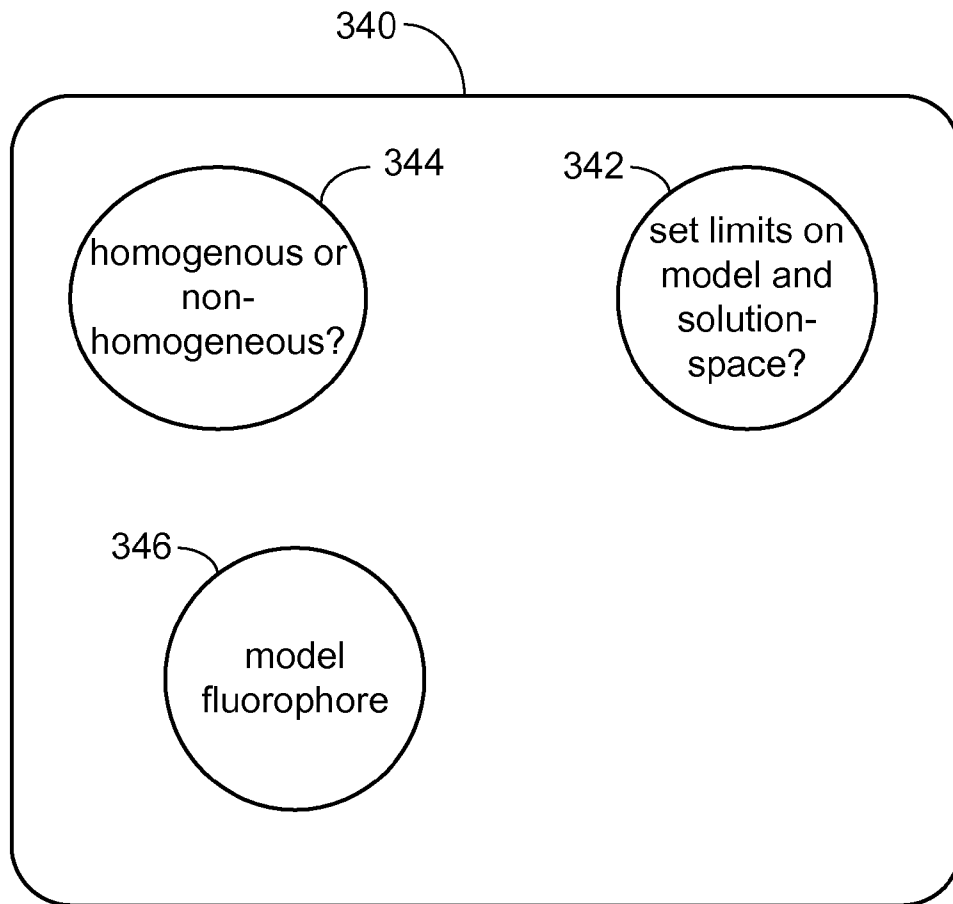 340
344
homogenous or
non-
homogeneous?
342
set limits on
model and
solution-
space?
346
model
fluorophore